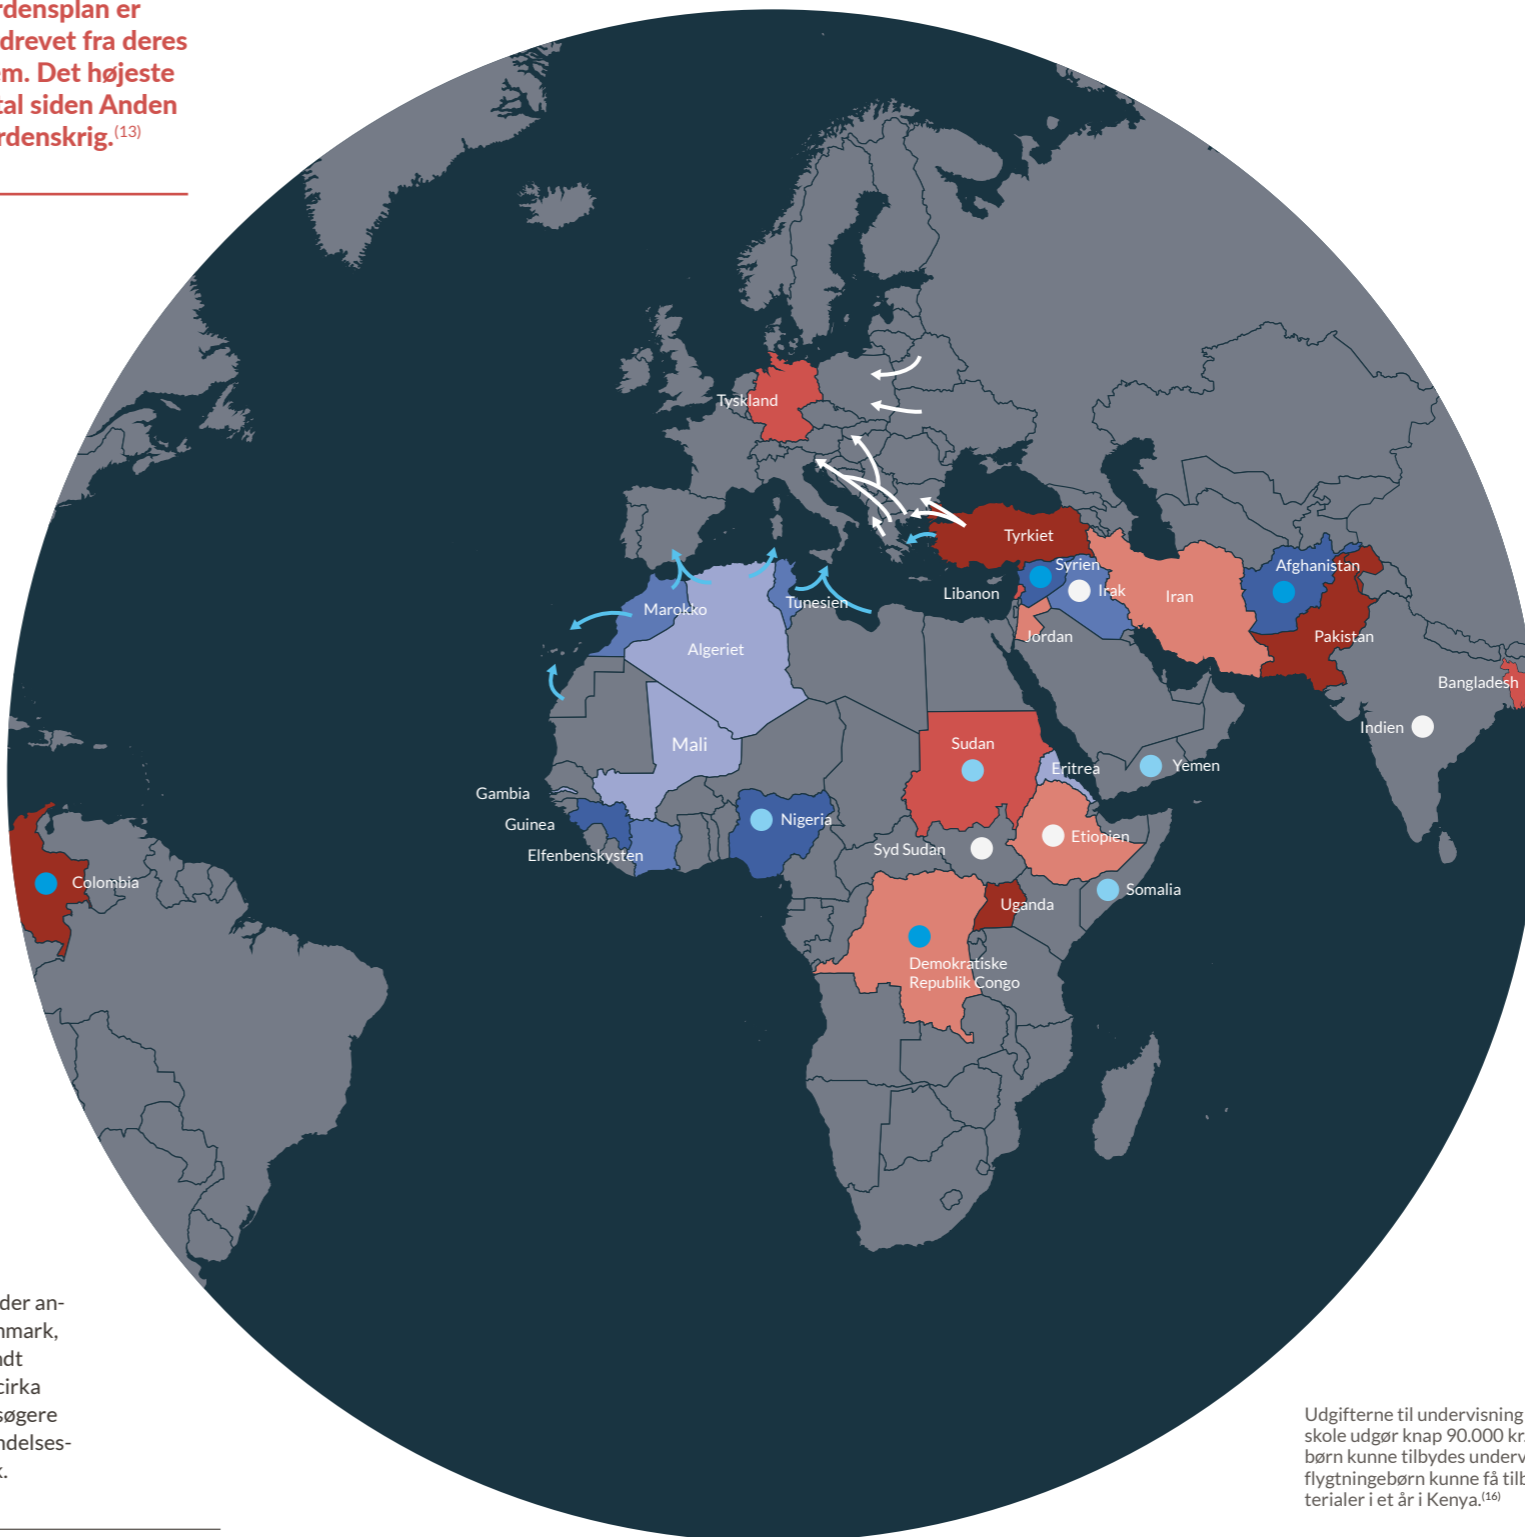 rdensplan er
drevet fra deres
em. Det højeste
tal siden Anden
rdenskrig.(13)
Tyskland
Tyrkiet
Syrien
Afghanistan
Libanon
Irak
Iran
Marokko
Tunesien
Jordan
Pakistan
Algeriet
Bangladesh
Indien
Mali
Sudan
Eritrea
Yemen
Gambia
Guinea
Nigeria
Etiopien
Elfenbenskysten
Syd Sudan
Colombia
Somalia
Uganda
Demokratiske
Republik Congo
der an-
nmark,
ndt
cirka
søgere
ndelses-
k.
Udgifterne til undervisning
skole udgør knap 90.000 kr.
børn kunne tilbydes underv
flygtningebørn kunne få tilb
terialer i et år i Kenya.(16)